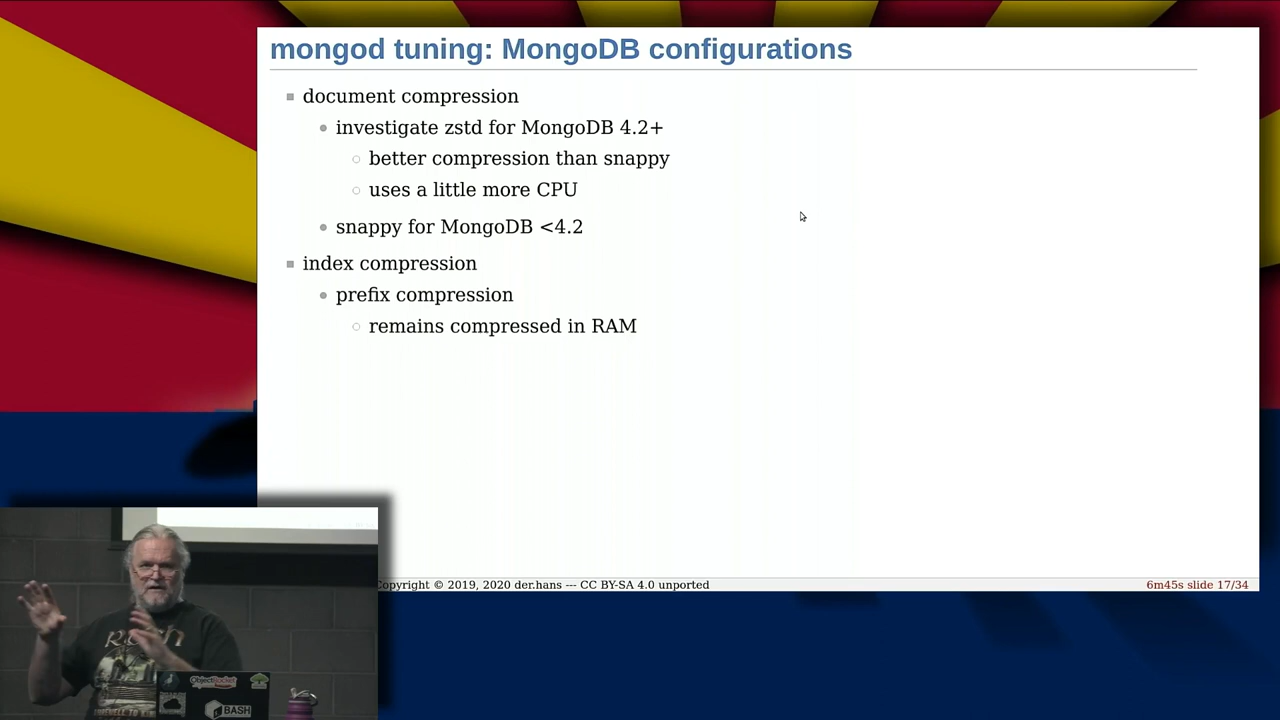 mongod tuning: MongoDB configurations
document compression
investigate zstd for MongoDB 4.2+
better compression than snappy
uses a little more CPU
snappy for MongoDB <4.2
index compression
prefix compression
remains compressed in RAM
opyright © 2019, 2020 der.hans --- CC BY-SA 4.0 unported
6m45s slide 17/34
ObjectRocket
BASH